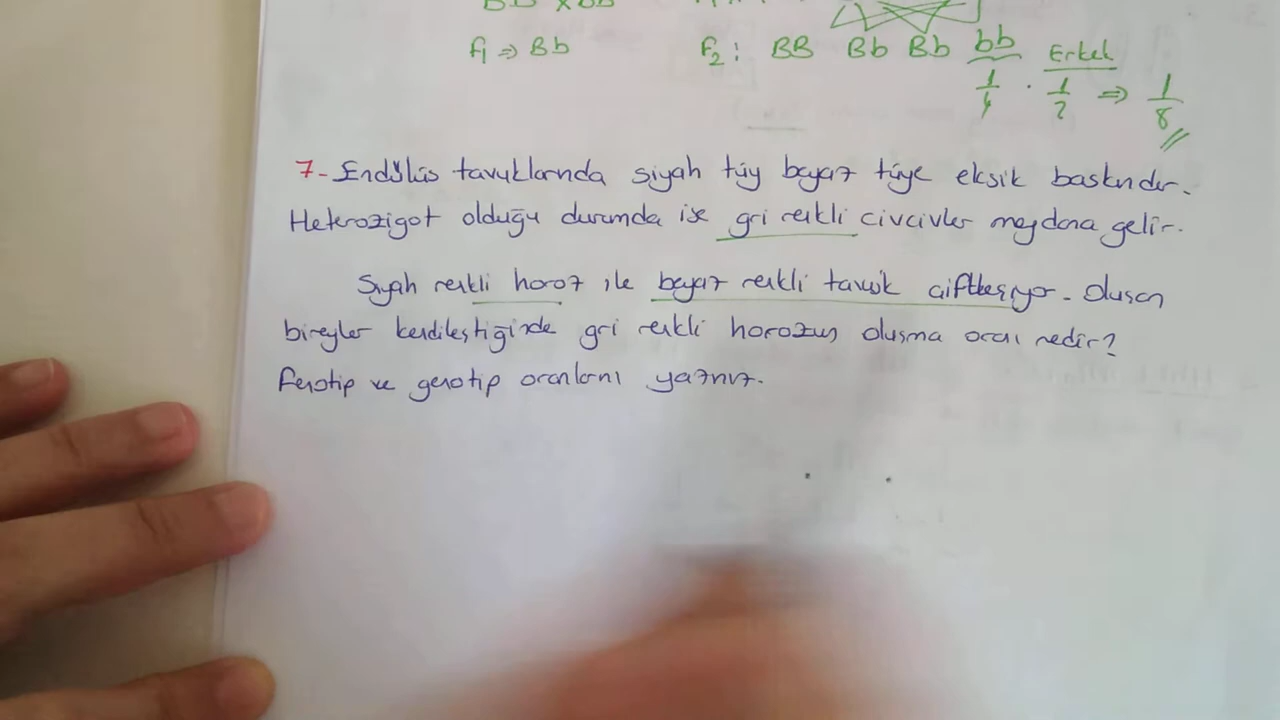 F₁ ⇒ Bb F₂ : BB Bb Bb bb Erkek
1/4 · 1/2 ⇒ 1/8
7- Endülüs tavuklarında siyah tüy beyaz tüye eksik baskındır.
Heterozigot olduğu durumda ise gri renkli civcivler meydana gelir.
Siyah renkli horoz ile beyaz renkli tavuk çiftleşiyor. Oluşan
bireyler kendileştiğinde gri renkli horozun oluşma oranı nedir?
Fenotip ve genotip oranlarını yazınız.